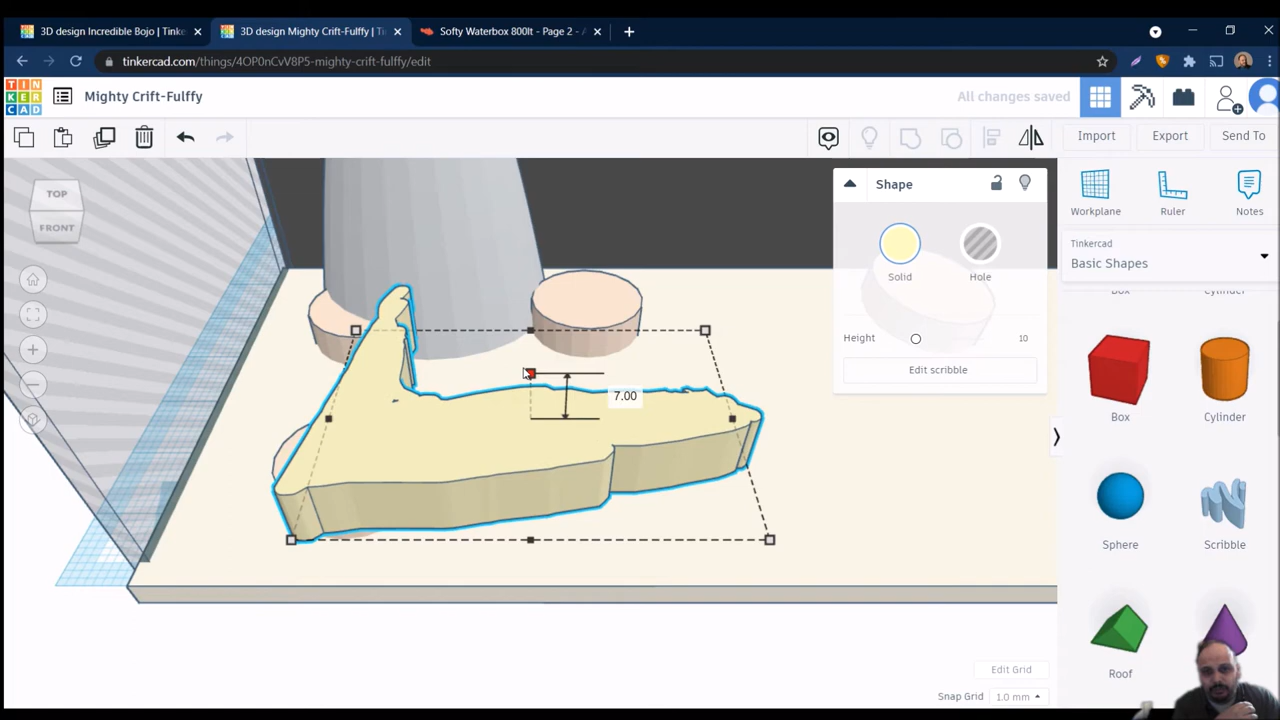 3D design Incredible Bojo | Tinke
3D design Mighty Crift-Fulffy | Ti
Softy Waterbox 800lt - Page 2 - A
tinkercad.com/things/4OP0nCvV8P5-mighty-crift-fulffy/edit
TIN
KER
CAD
Mighty Crift-Fulffy
All changes saved
Import
Export
Send To
TOP
FRONT
Shape
Solid
Hole
Height
10
Edit scribble
7.00
Workplane
Ruler
Notes
Tinkercad
Basic Shapes
Box
Cylinder
Box
Cylinder
Sphere
Scribble
Roof
Edit Grid
Snap Grid
1.0 mm